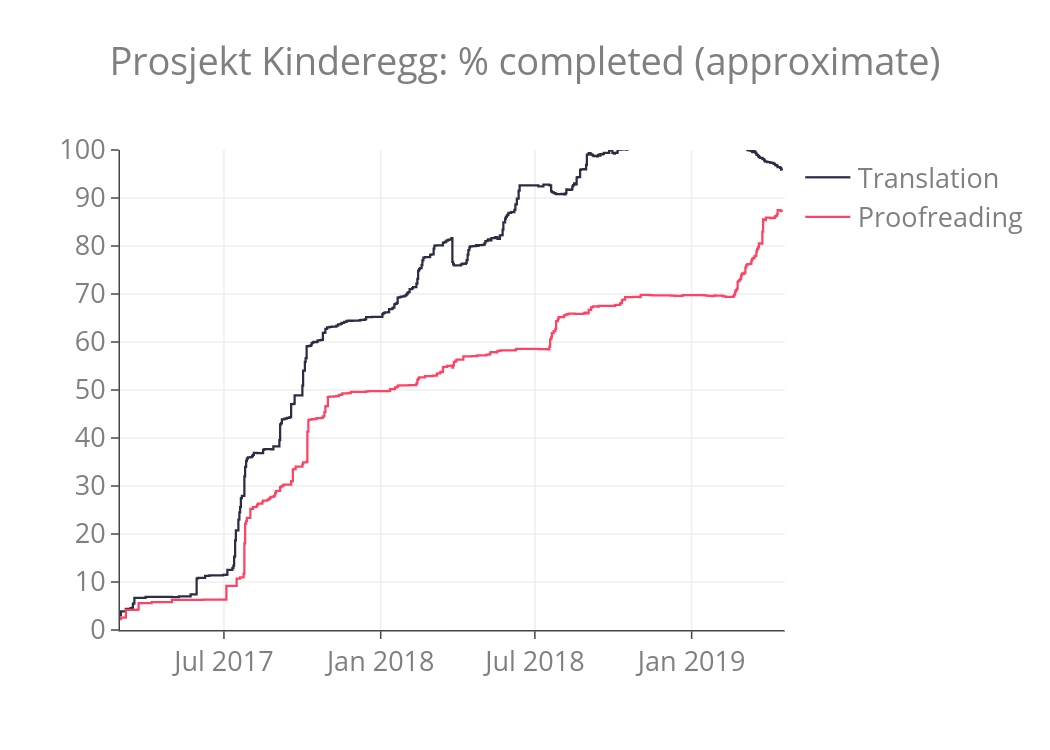 Prosjekt Kinderegg: % completed (approximate)
100
90
80
70
60
50
40
30
20
10
0
Jul 2017
Jan 2018
Jul 2018
Jan 2019
Translation
Proofreading